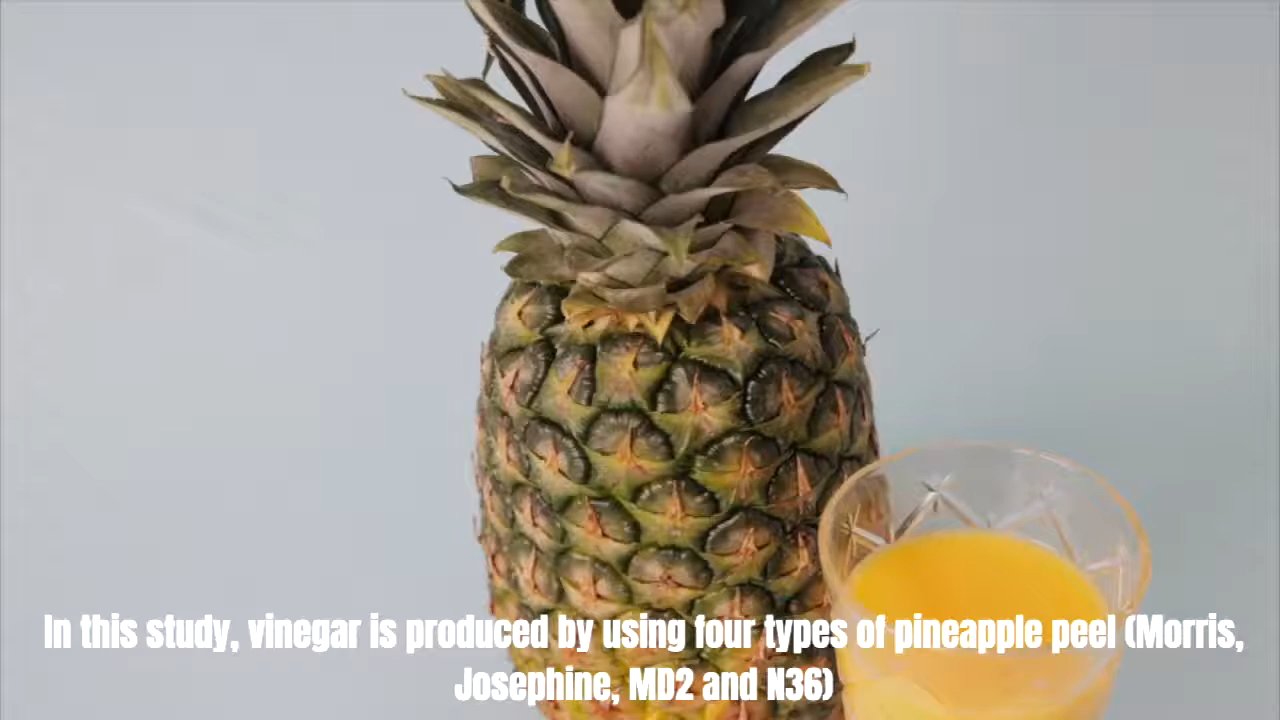 In this study, vinegar is produced by using four types of pineapple peel (Morris,
Josephine, MD2 and N36)